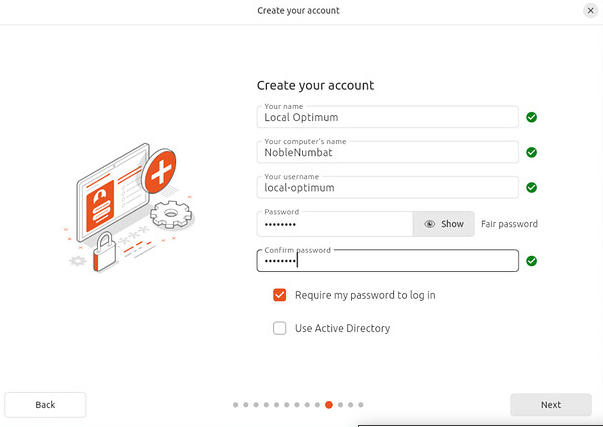 Create your account
Create your account
Your name
Local Optimum
Your computer's name
NobleNumbat
Your username
local-optimum
Password
•••••••• Show Fair password
Confirm password
••••••••
Require my password to log in
Use Active Directory
Back Next